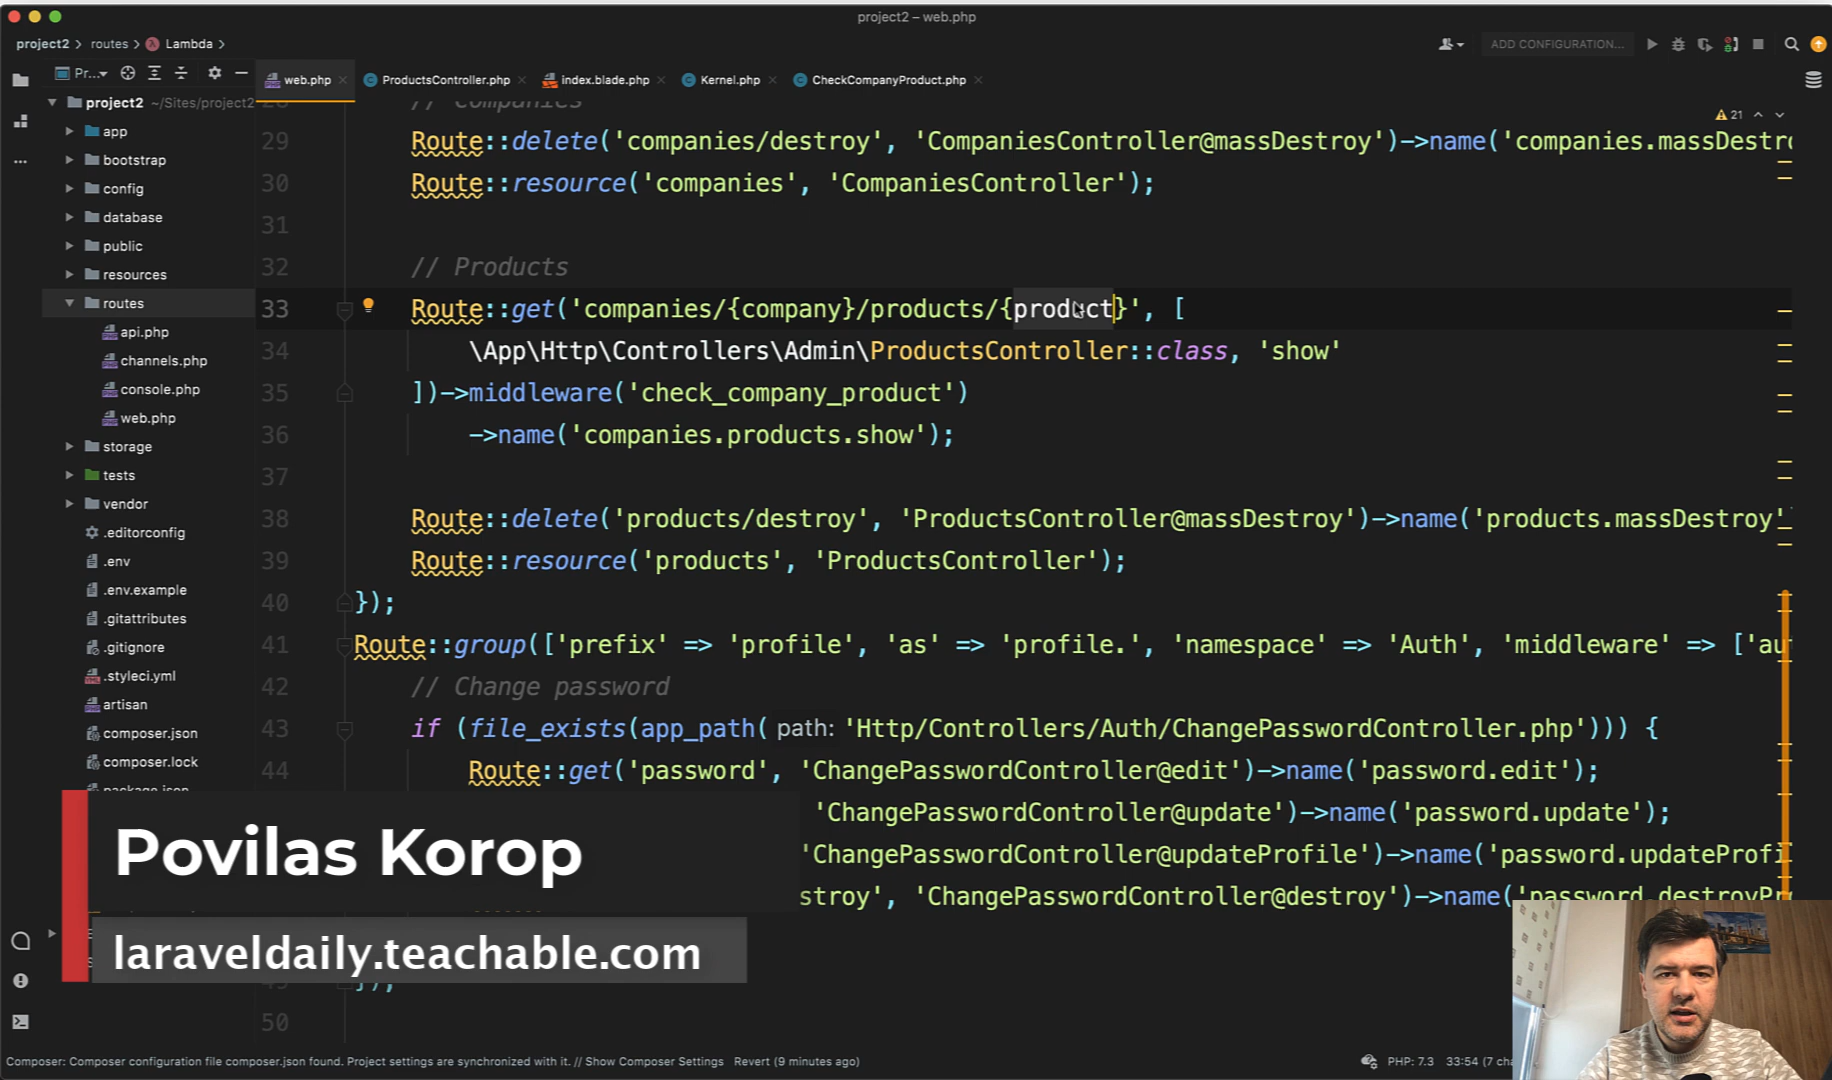 project2 – web.php
project2 routes Lambda
ADD CONFIGURATION...
Pr...
web.php ProductsController.php index.blade.php Kernel.php CheckCompanyProduct.php
project2 ~/Sites/project2
app
bootstrap
config
database
public
resources
routes
api.php
channels.php
console.php
web.php
storage
tests
vendor
.editorconfig
.env
.env.example
.gitattributes
.gitignore
.styleci.yml
artisan
composer.json
composer.lock
package.json
21
// Companies
29 Route::delete('companies/destroy', 'CompaniesController@massDestroy')->name('companies.massDestro
30 Route::resource('companies', 'CompaniesController');
31
32 // Products
33 Route::get('companies/{company}/products/{product}', [
34 \App\Http\Controllers\Admin\ProductsController::class, 'show'
35 ])->middleware('check_company_product')
36 ->name('companies.products.show');
37
38 Route::delete('products/destroy', 'ProductsController@massDestroy')->name('products.massDestroy'
39 Route::resource('products', 'ProductsController');
40 });
41 Route::group(['prefix' => 'profile', 'as' => 'profile.', 'namespace' => 'Auth', 'middleware' => ['au
42 // Change password
43 if (file_exists(app_path( path: 'Http/Controllers/Auth/ChangePasswordController.php'))) {
44 Route::get('password', 'ChangePasswordController@edit')->name('password.edit');
'ChangePasswordController@update')->name('password.update');
'ChangePasswordController@updateProfile')->name('password.updateProfi
stroy', 'ChangePasswordController@destroy')->name('password.destroyPr
});
50
Povilas Korop
laraveldaily.teachable.com
Composer: Composer configuration file composer.json found. Project settings are synchronized with it. // Show Composer Settings Revert (9 minutes ago)
PHP: 7.3 33:54 (7 cha